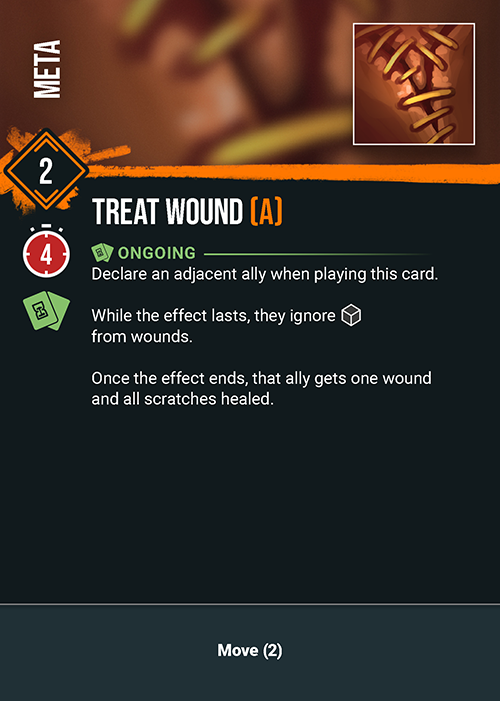 META
2
TREAT WOUND (A)
4
ONGOING
Declare an adjacent ally when playing this card.
While the effect lasts, they ignore
from wounds.
Once the effect ends, that ally gets one wound
and all scratches healed.
Move (2)